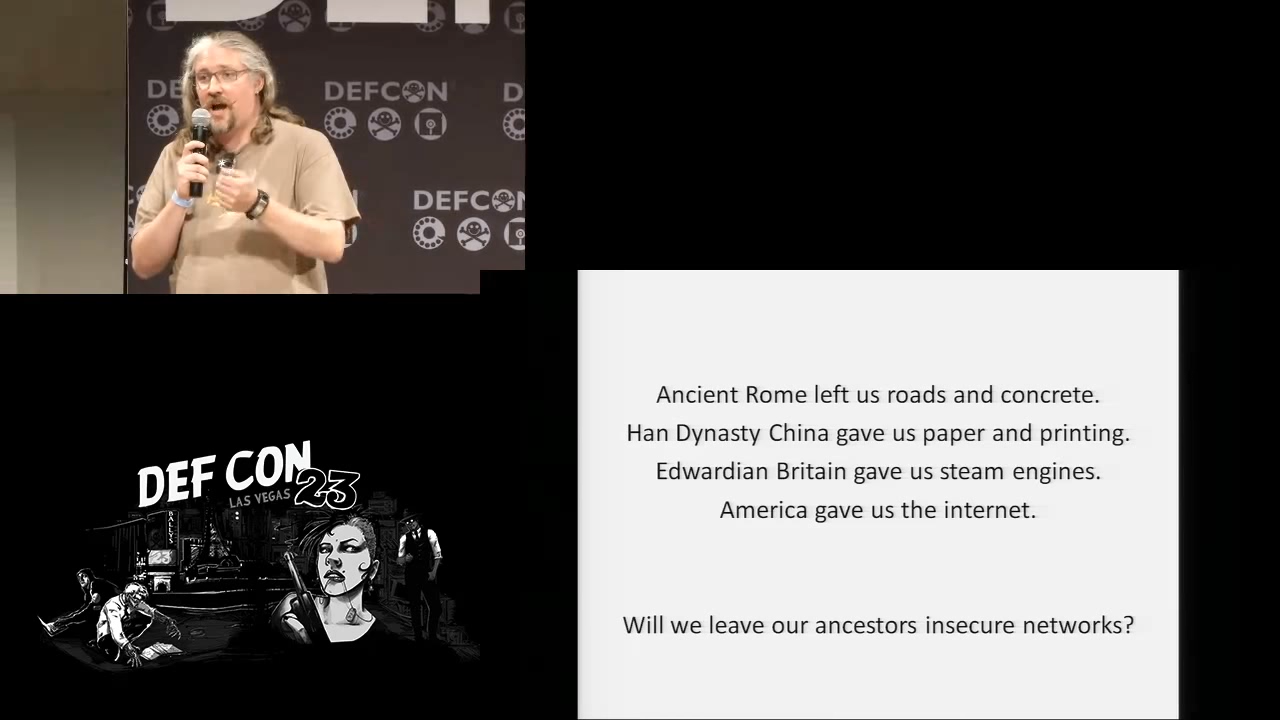 DEFCON
DEFCON
Ancient Rome left us roads and concrete.
Han Dynasty China gave us paper and printing.
Edwardian Britain gave us steam engines.
America gave us the internet.
Will we leave our ancestors insecure networks?
DEF CON 23
LAS VEGAS
BALLY'S